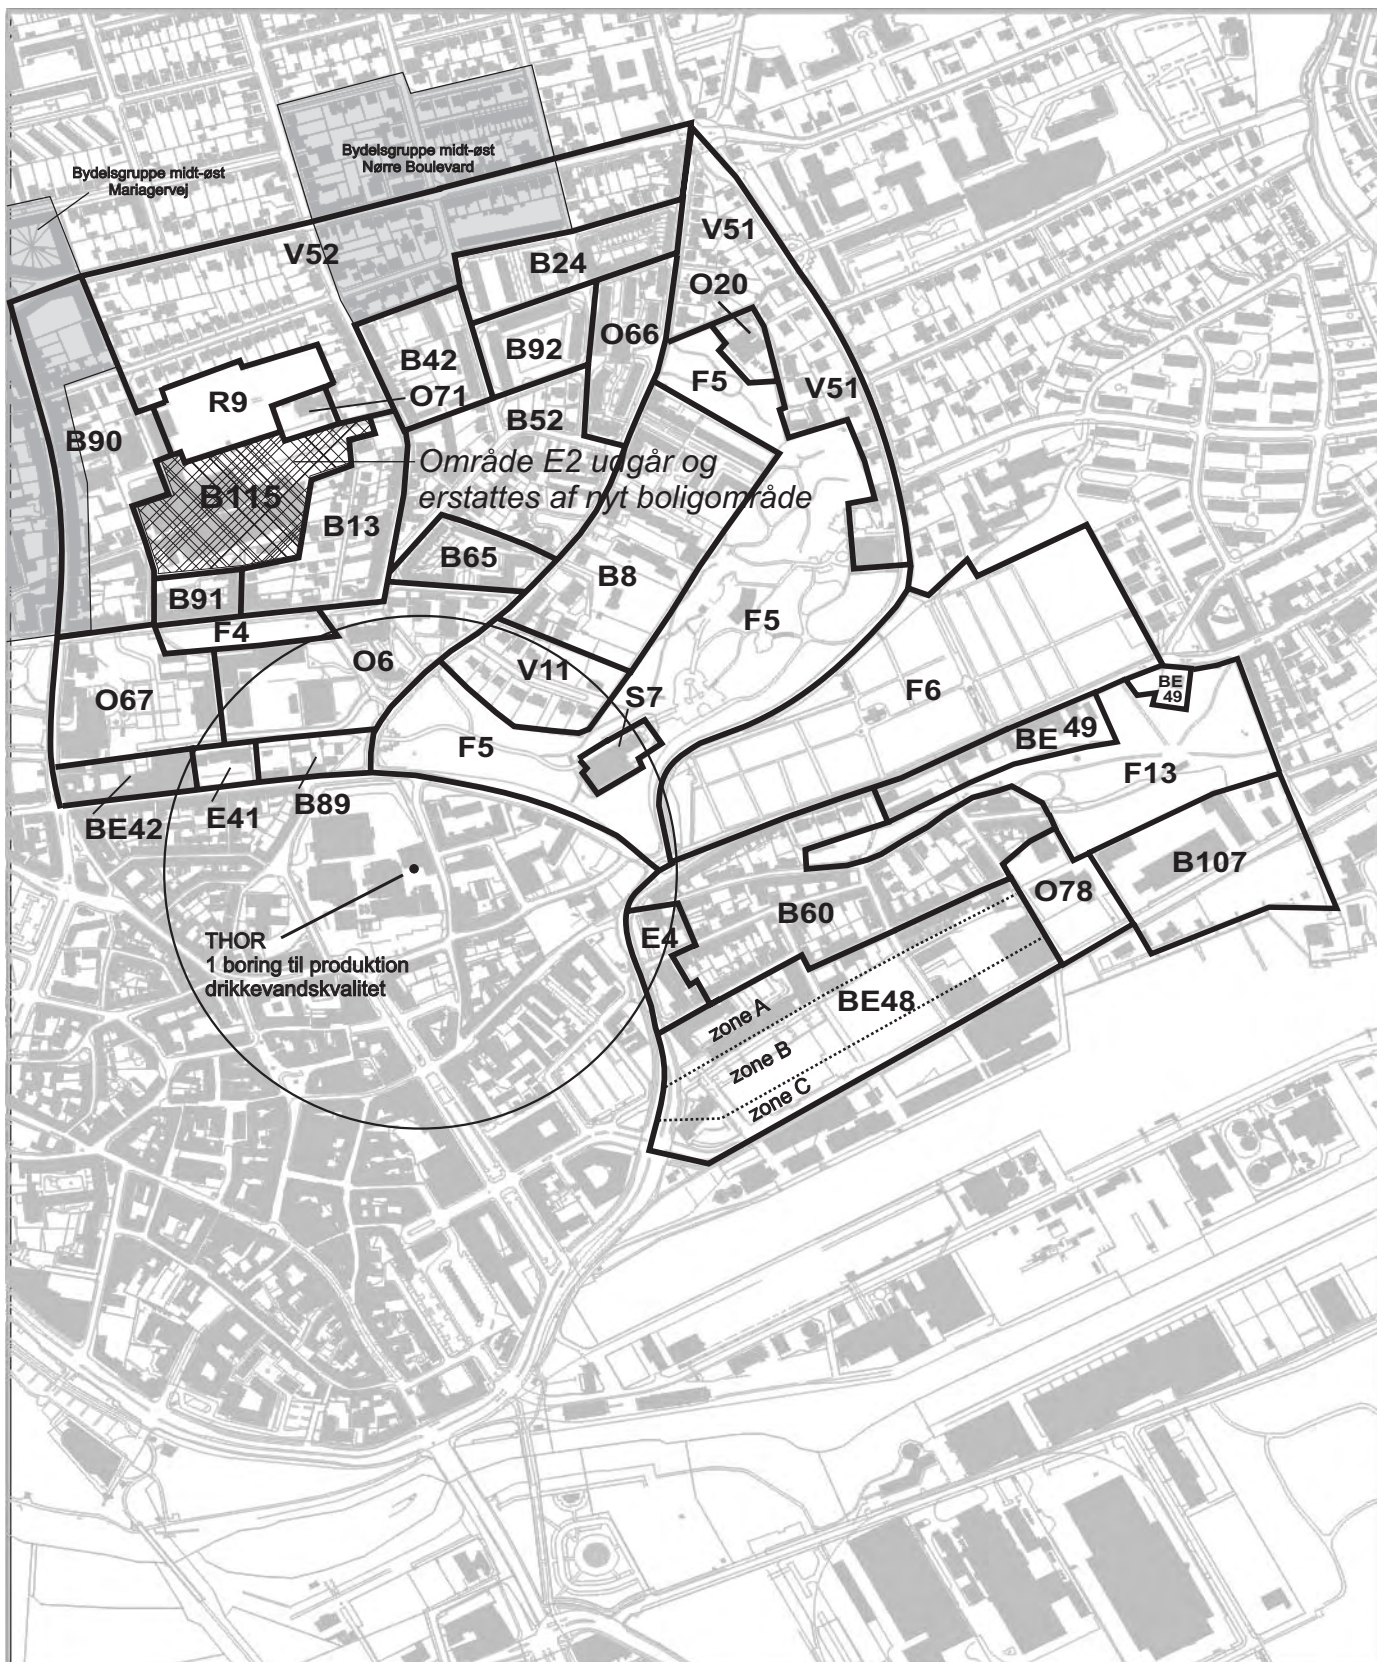 Bydelsgruppe midt-øst
Nørre Boulevard
Bydelsgruppe midt-øst
Mariagervej
V52
V51
B24
O20
O66
B42
B92
F5
V51
R9
O71
B52
B90
Område E2 udgår og
erstattes af nyt boligområde
B115
B13
B65
B8
B91
F4
F5
O6
V11
O67
S7
F6
BE
49
F5
BE 49
F13
BE42
E41
B89
B107
O78
B60
E4
THOR
1 boring til produktion
drikkevandskvalitet
BE48
zone A
zone B
zone C